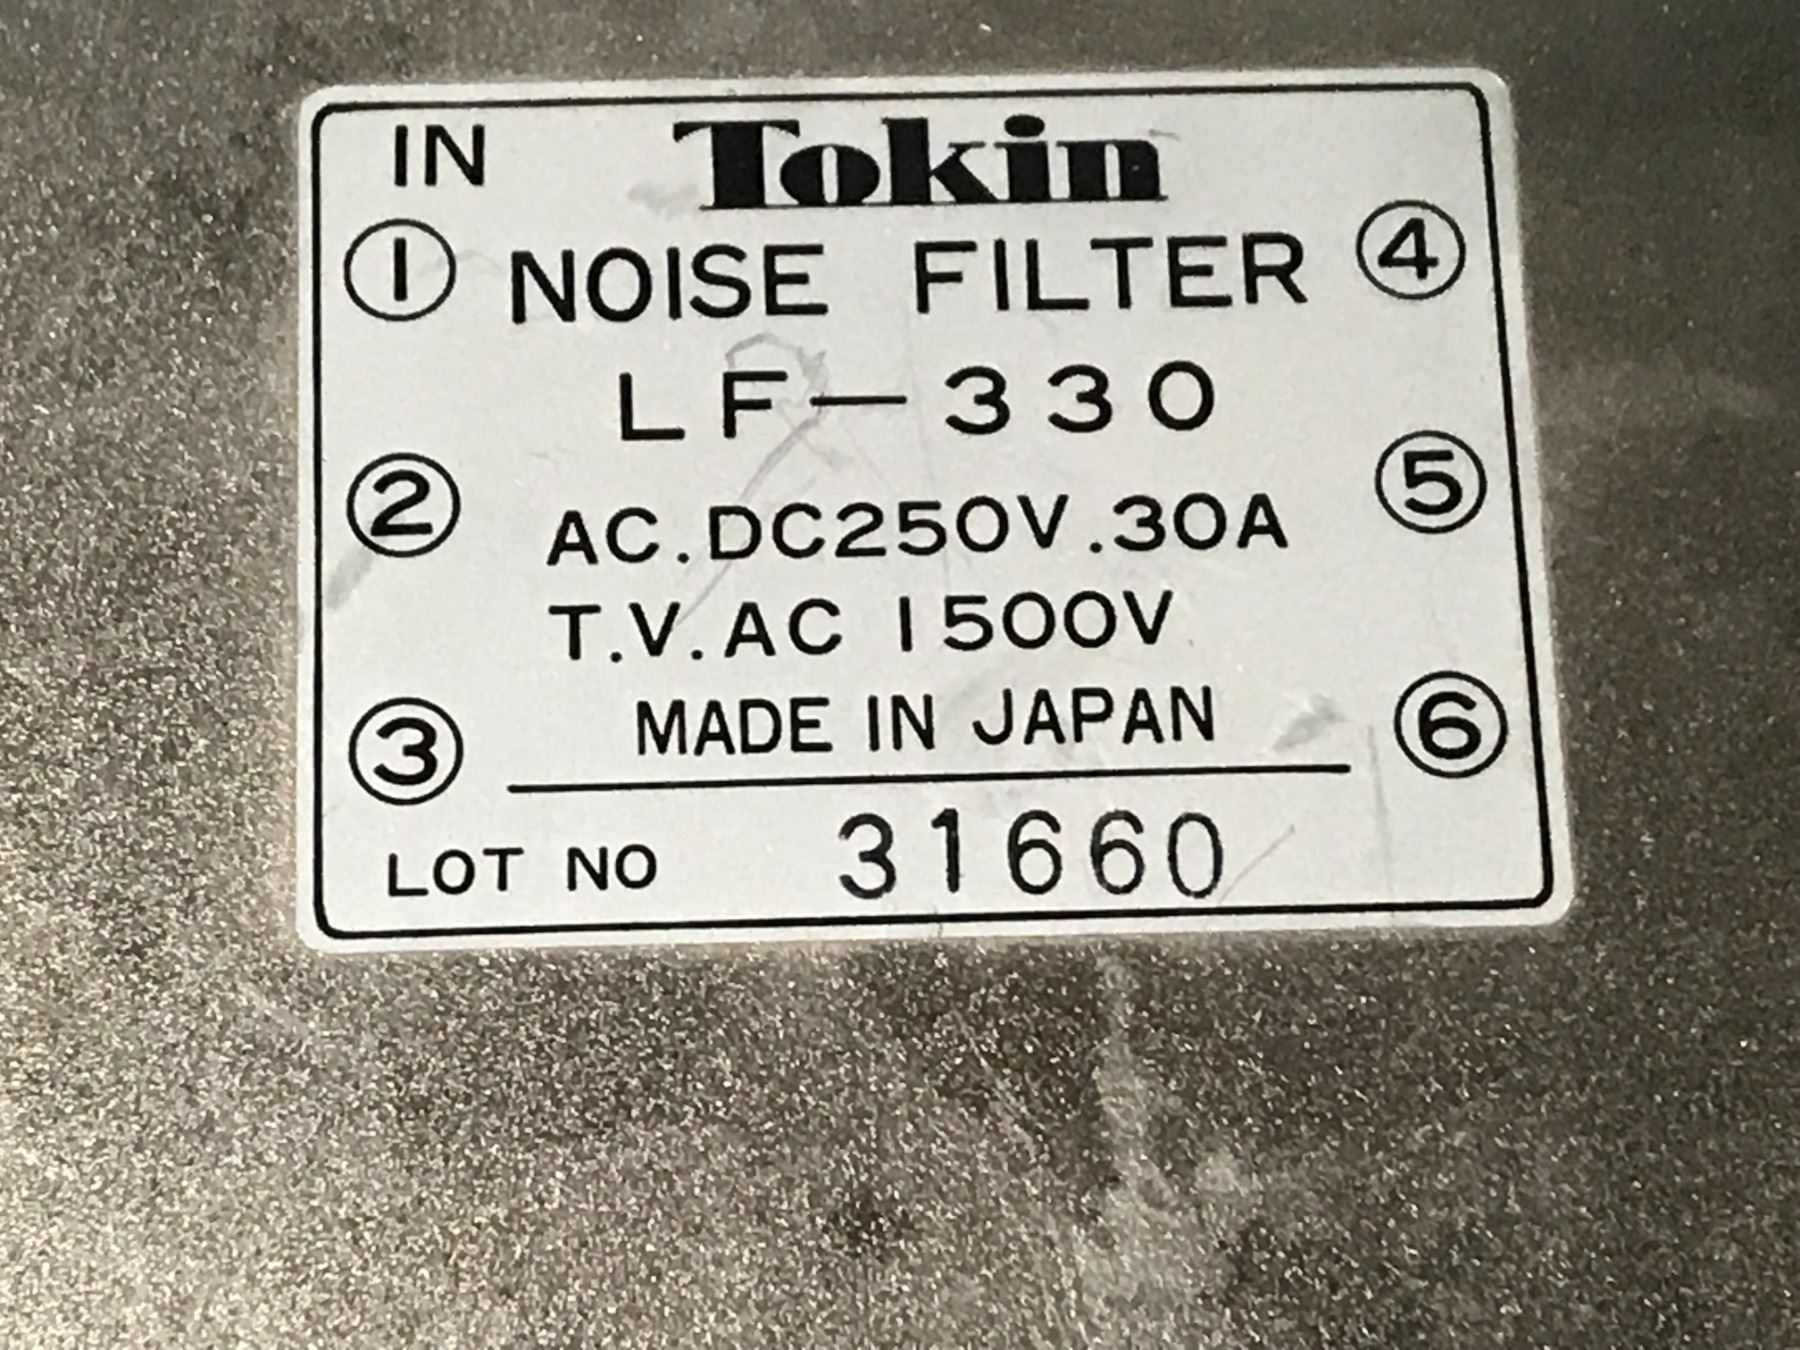 IN Tokin
① NOISE FILTER ④
LF-330
② AC.DC250V.30A ⑤
T.V.AC 1500V
③ MADE IN JAPAN ⑥
LOT NO 31660